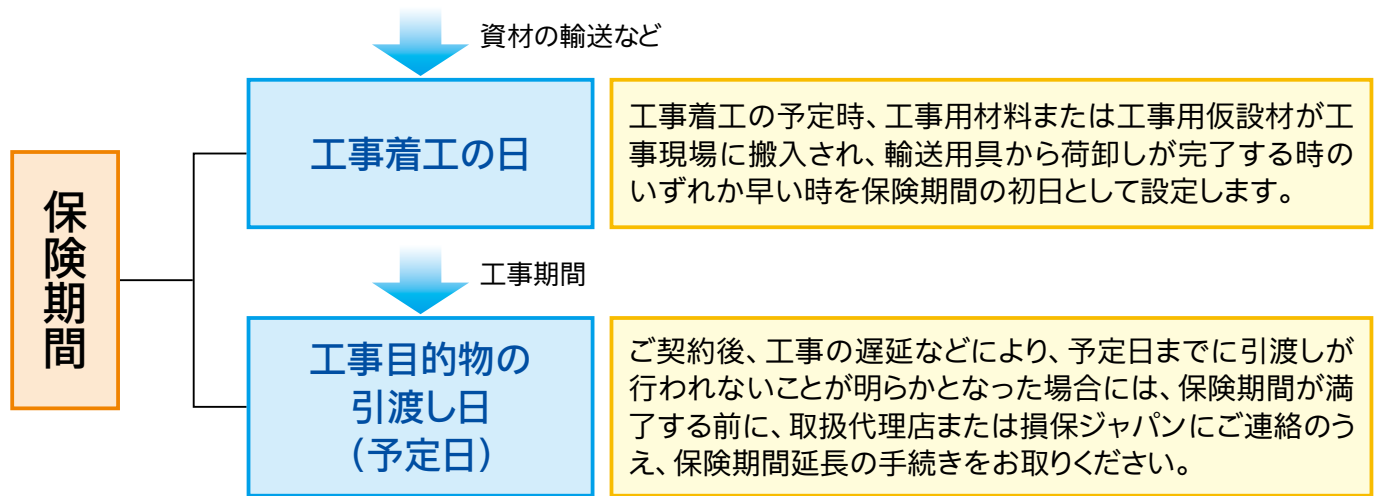 資材の輸送など
保険期間
工事着工の日
工事着工の予定時、工事用材料または工事用仮設材が工
事現場に搬入され、輸送用具から荷卸しが完了する時の
いずれか早い時を保険期間の初日として設定します。
工事期間
工事目的物の
引渡し日
（予定日）
ご契約後、工事の遅延などにより、予定日までに引渡しが
行われないことが明らかとなった場合には、保険期間が満
了する前に、取扱代理店または損保ジャパンにご連絡のう
え、保険期間延長の手続きをお取りください。